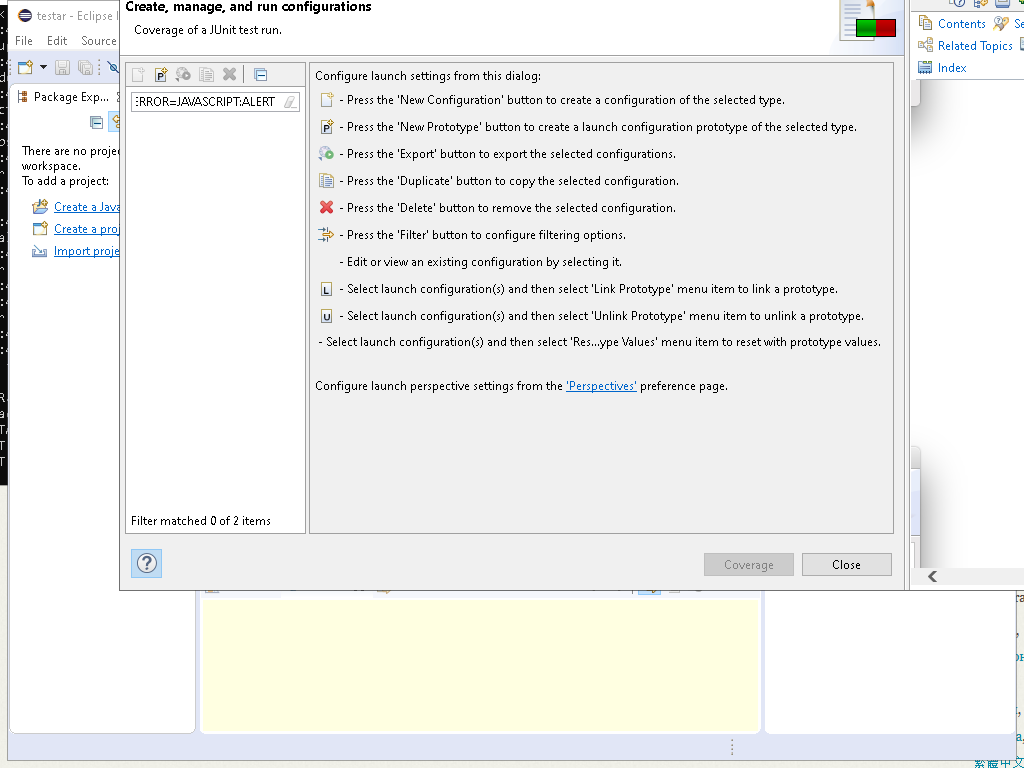 Create, manage, and run configurations
Coverage of a JUnit test run.
testar - Eclipse I
File Edit Source
Package Exp...
There are no
workspace.
To add a project:
Create a Java
Create a
Import
ERROR=JAVASCRIPT:ALERT
Filter matched 0 of 2 items
Configure launch settings from this dialog:
- Press the 'New Configuration' button to create a configuration of the selected type.
P - Press the 'New Prototype' button to create a launch configuration prototype of the selected type.
- Press the 'Export' button to export the selected configurations.
- Press the 'Duplicate' button to copy the selected configuration.
- Press the 'Delete' button to remove the selected configuration.
- Press the 'Filter' button to configure filtering options.
- Edit or view an existing configuration by selecting it.
L - Select launch configuration(s) and then select 'Link Prototype' menu item to link a prototype.
U - Select launch configuration(s) and then select 'Unlink Prototype' menu item to unlink a prototype.
- Select launch configuration(s) and then select 'Res...ype Values' menu item to reset with prototype values.
Configure launch perspective settings from the 'Perspectives' preference page.
? Coverage Close
Contents Se
Related Topics
Index
繁體中文